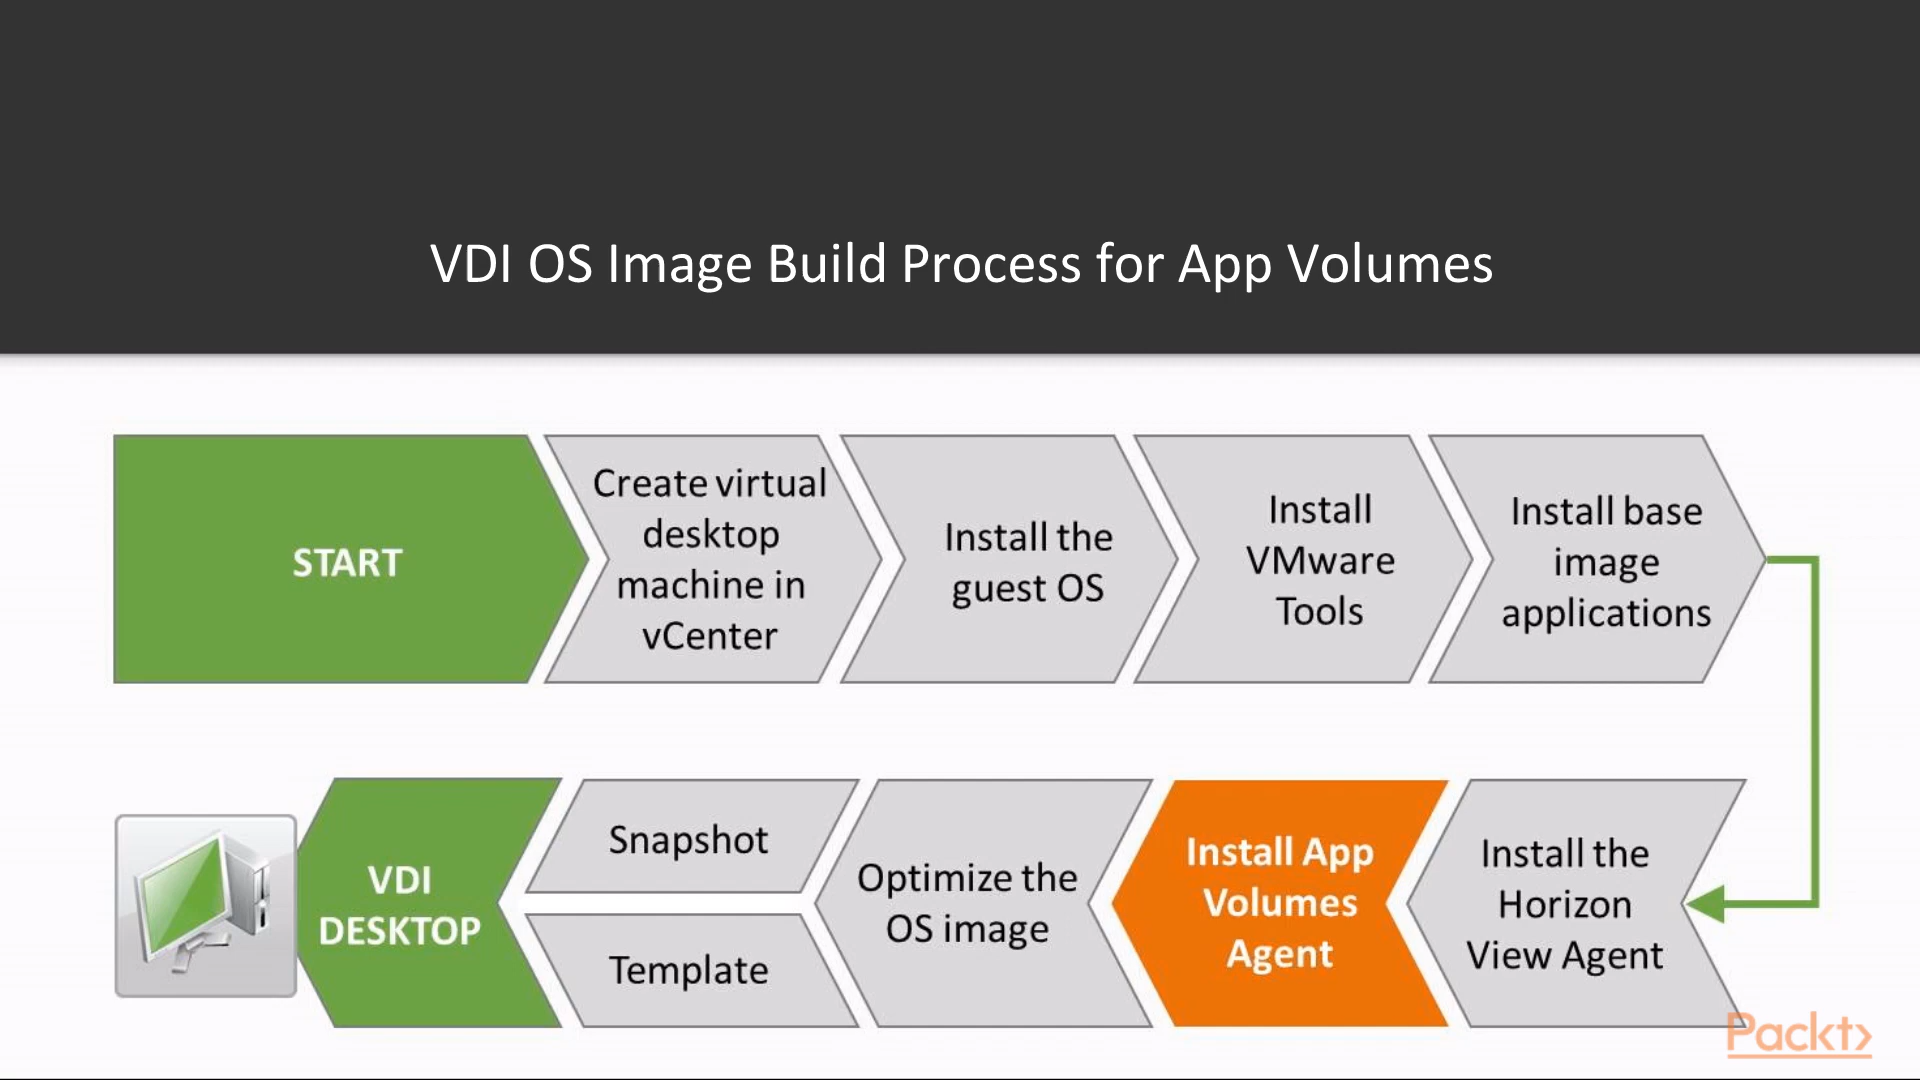 VDI OS Image Build Process for App Volumes
START
Create virtual
desktop
machine in
vCenter
Install the
guest OS
Install
VMware
Tools
Install base
image
applications
Install the
Horizon
View Agent
Install App
Volumes
Agent
Optimize the
OS image
Snapshot
Template
VDI
DESKTOP
Packt>